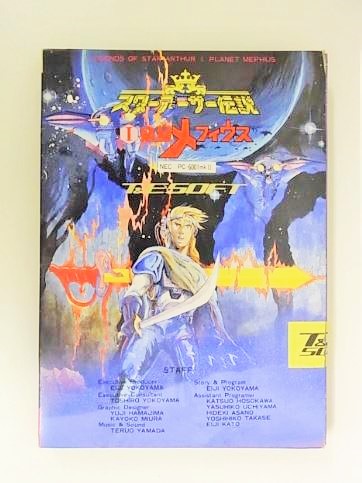 LEGENDS OF STAR ARTHUR I PLANET MEPHIUS
スターアーサー伝説
I 惑星メフィウス
NEC PC-6001mkII
T&ESOFT
T&
SO
STAFF
Executive Producer
EIJI YOKOYAMA
Executive Consultant
TOSHIRO YOKOYAMA
Graphic Designer
YUJI HAMAJIMA
KAYOKO MIURA
Music & Sound
TERUO YAMADA
Story & Program
EIJI YOKOYAMA
Assistant Programer
KATSUO HOSOKAWA
YASUHIKO UCHIYAMA
HIDEKI ASANO
YOSHIHIKO TAKASE
EIJI KATO